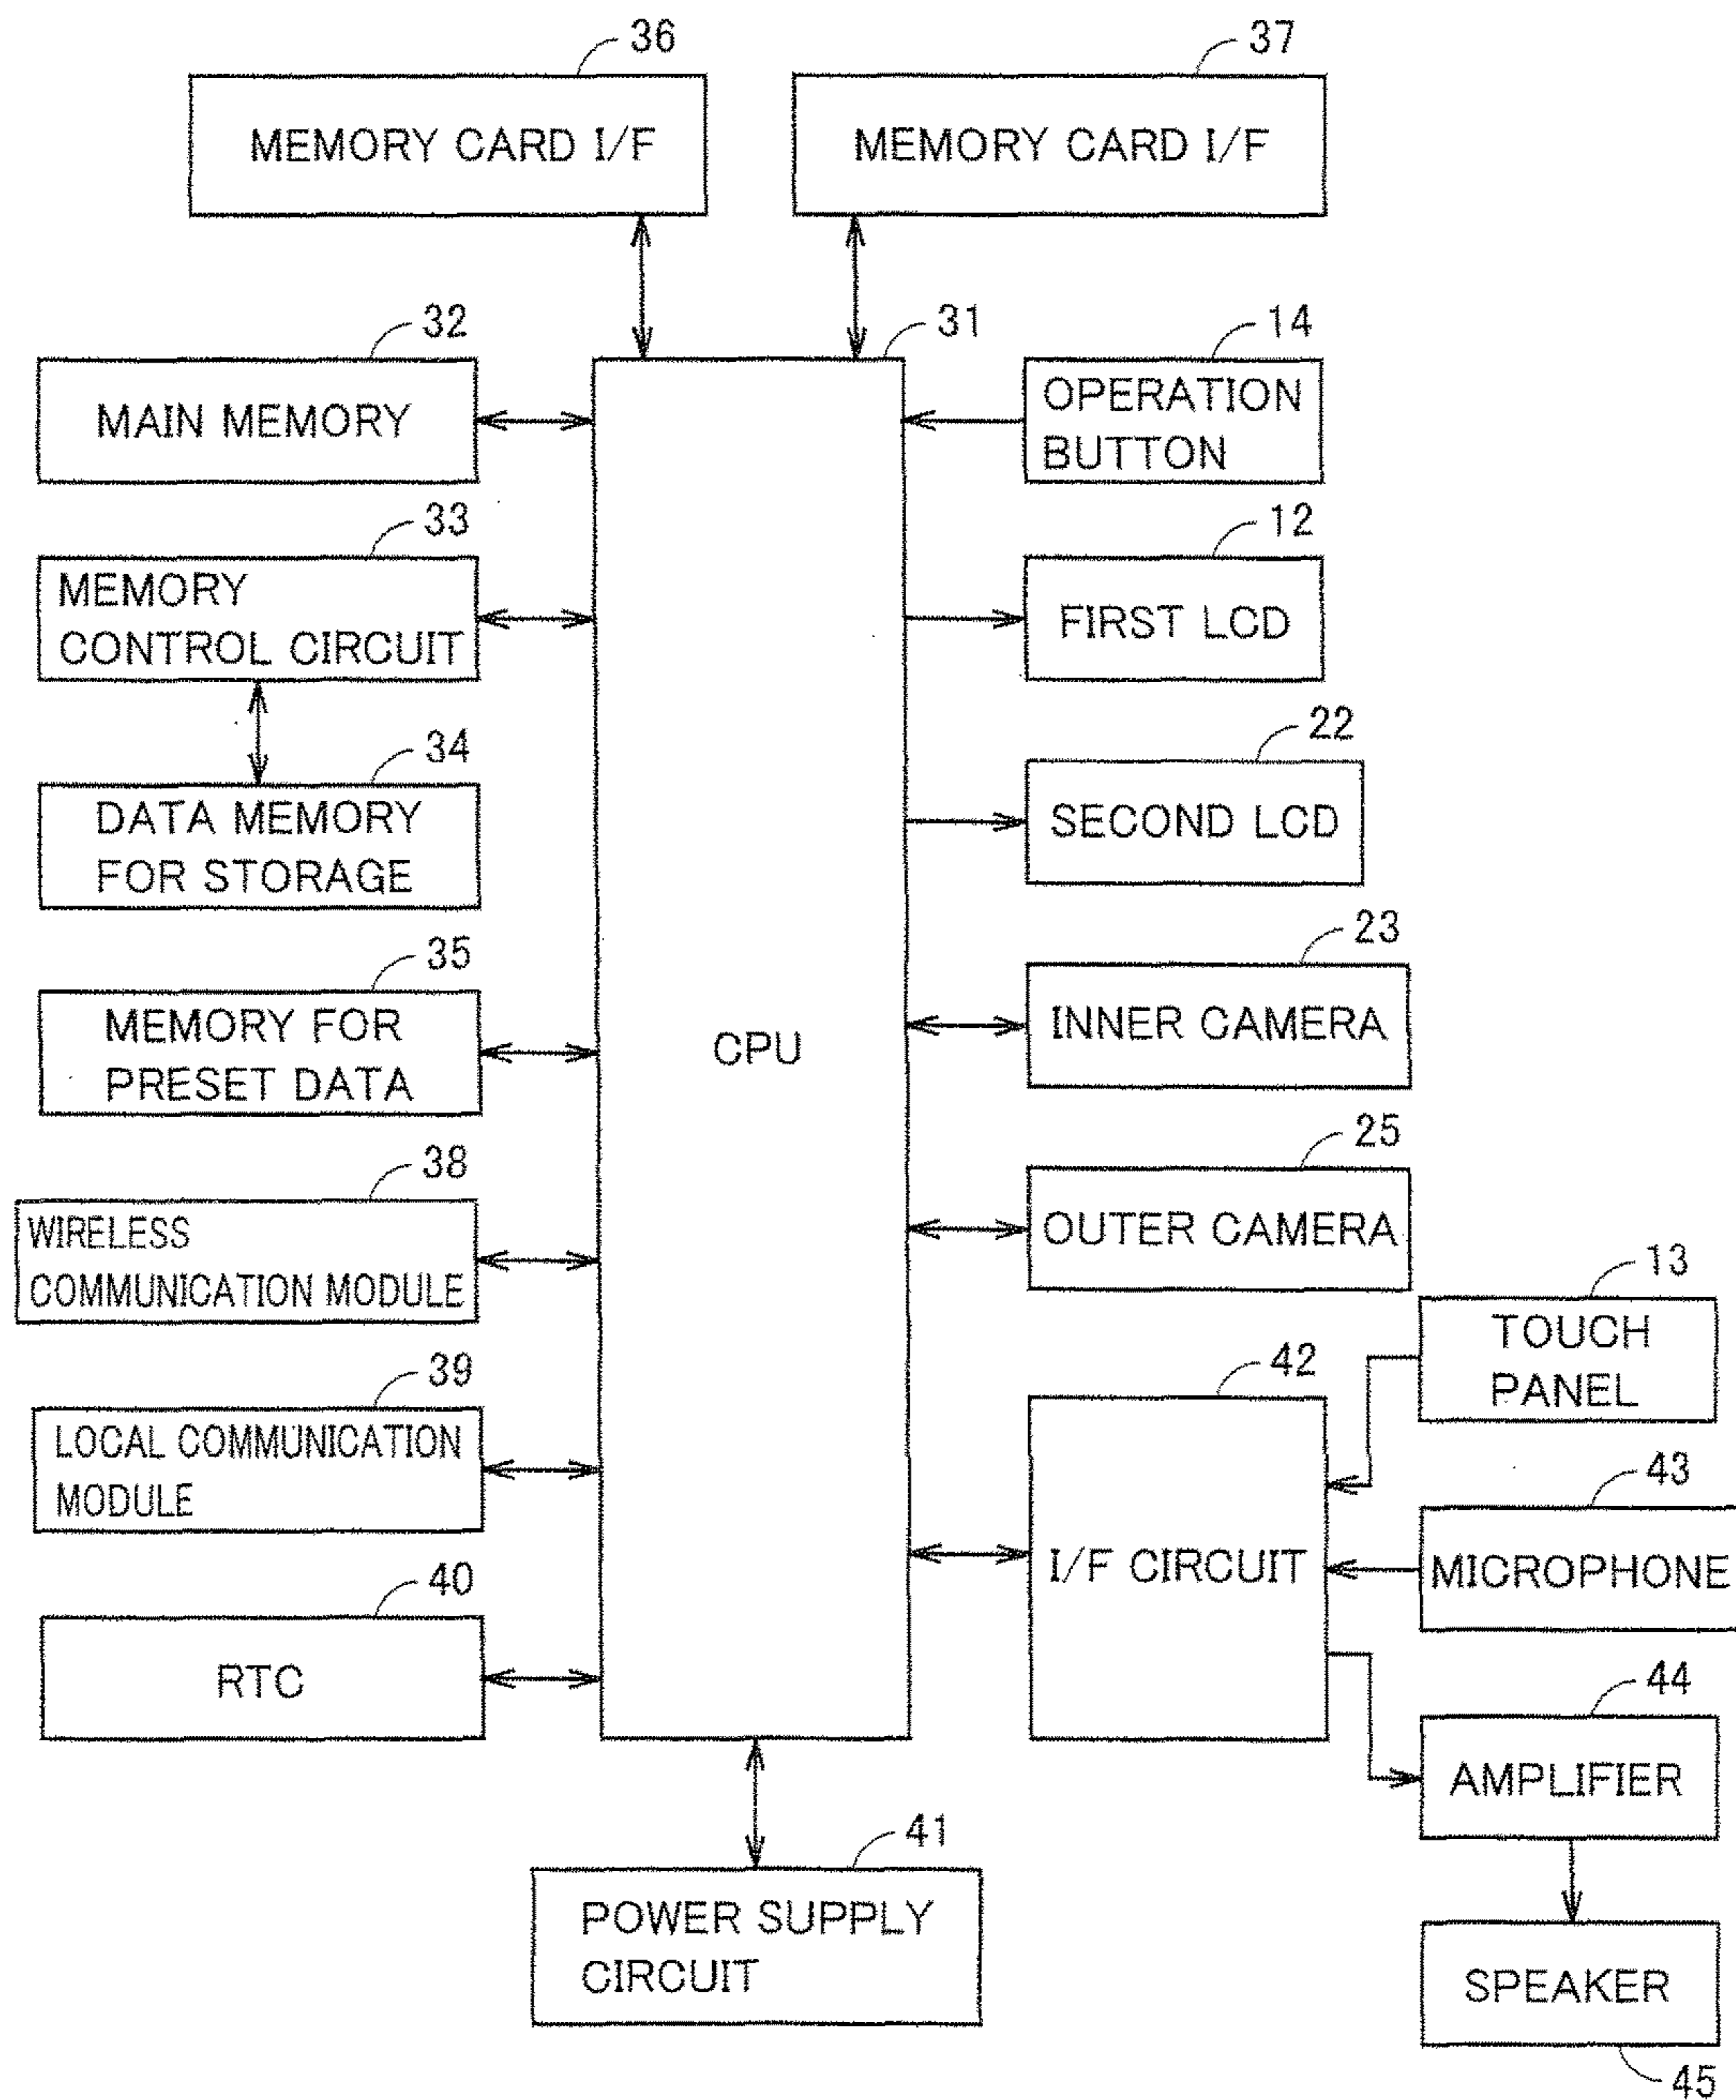 36
37
MEMORY CARD I/F
MEMORY CARD I/F
32
31
14
MAIN MEMORY
OPERATION
BUTTON
33
12
MEMORY
CONTROL CIRCUIT
FIRST LCD
34
22
DATA MEMORY
FOR STORAGE
SECOND LCD
35
23
MEMORY FOR
PRESET DATA
CPU
INNER CAMERA
38
25
WIRELESS
COMMUNICATION MODULE
OUTER CAMERA
13
TOUCH
PANEL
39
42
LOCAL COMMUNICATION
MODULE
43
I/F CIRCUIT
MICROPHONE
40
RTC
44
AMPLIFIER
41
POWER SUPPLY
CIRCUIT
SPEAKER
45